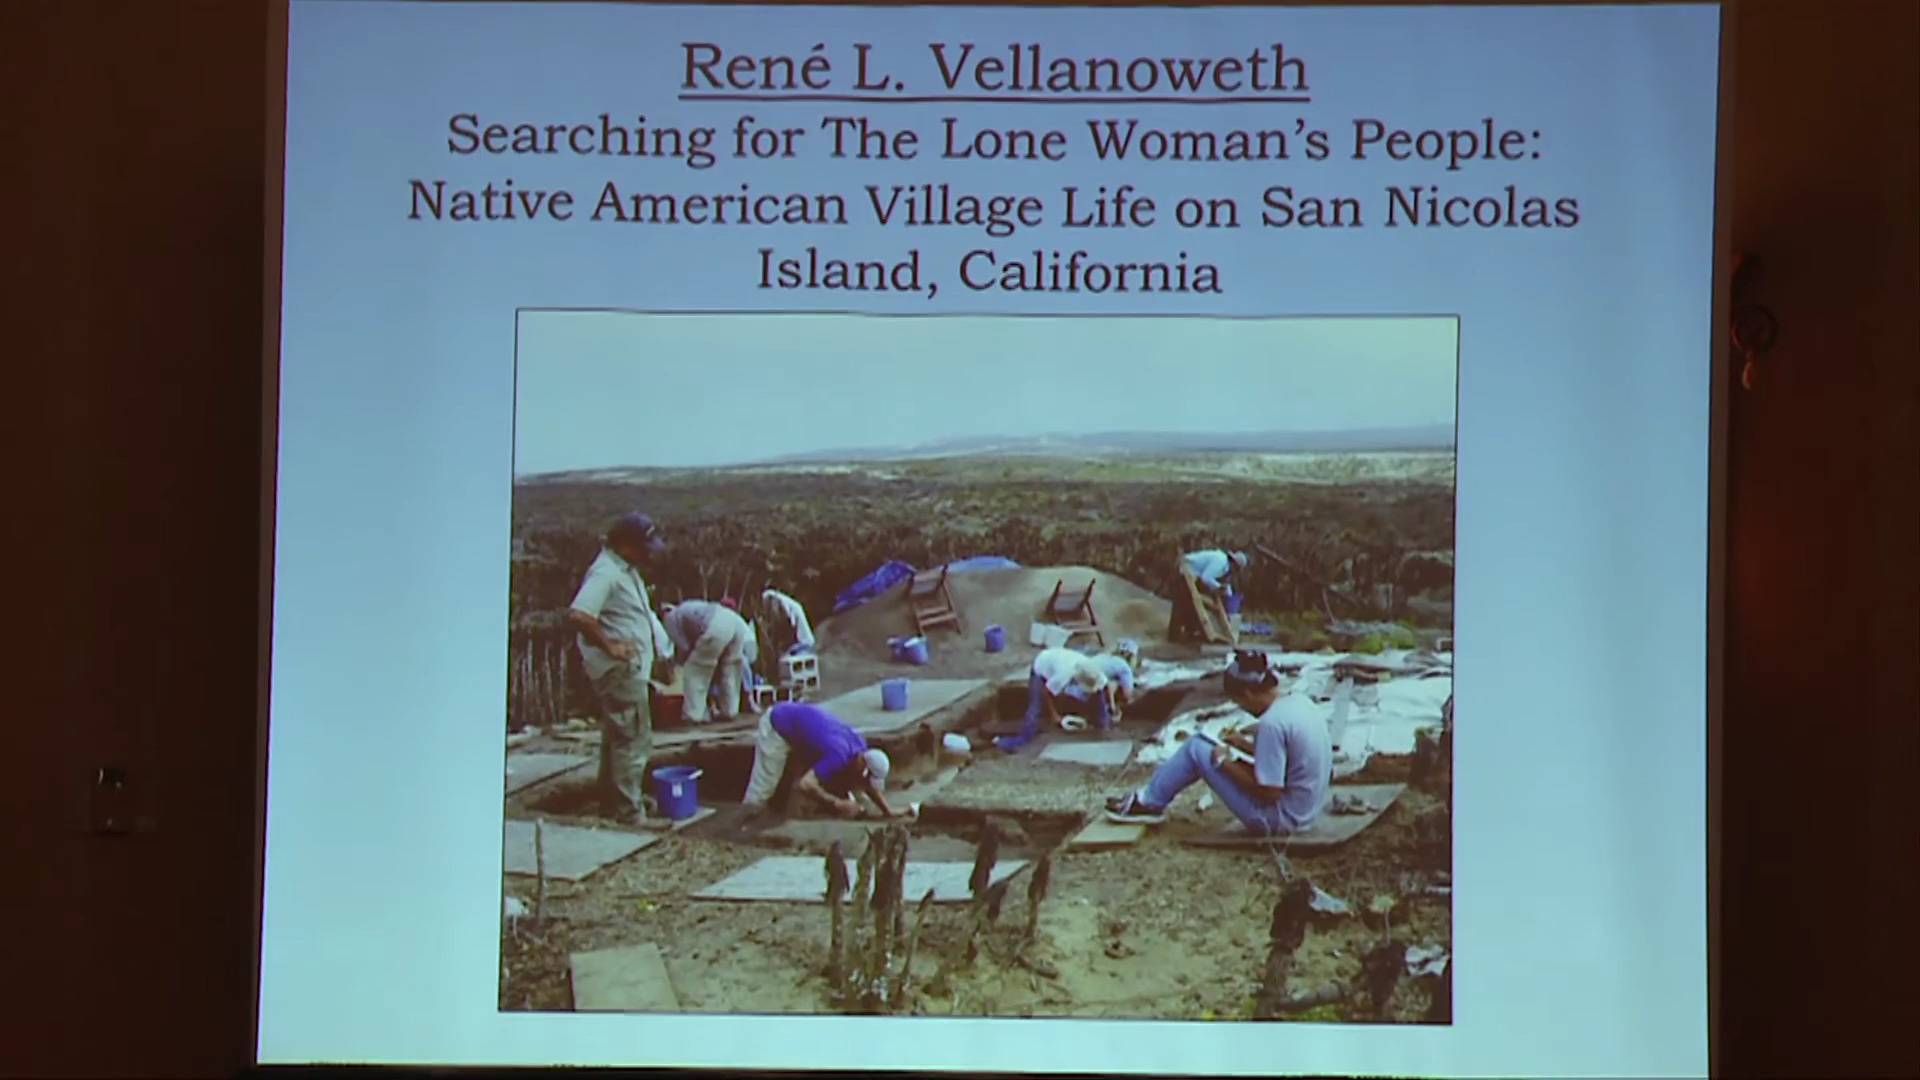 René L. Vellanoweth
Searching for The Lone Woman’s People:
Native American Village Life on San Nicolas
Island, California